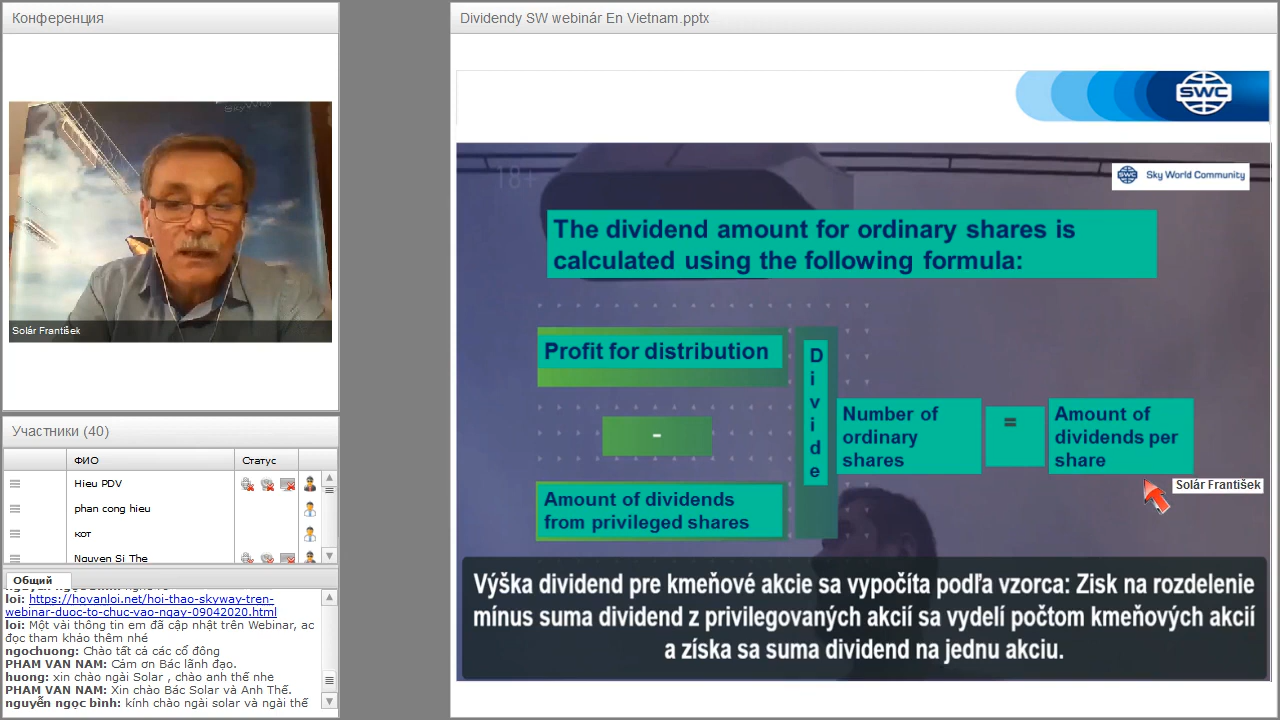 Конференция
SkyWay
Solár František
Участники (40)
ФИО
Статус
Hieu PDV
phan cong hieu
кот
Nguyen Si The
Общий
loi: https://hovanloi.net/hoi-thao-skyway-tren-
webinar-duoc-to-chuc-vao-ngay-09042020.html
loi: Một vài thông tin em đã cập nhật trên Webinar, ac
đọc tham khảo thêm nhé
ngochuong: Chào tất cả các cổ đông
PHAM VAN NAM: Cảm ơn Bác lãnh đạo.
huong: xin chào ngài Solar , chào anh thế nhe
PHAM VAN NAM: Xin chào Bác Solar và Anh Thế.
nguyễn ngọc bình: kính chào ngài solar và ngài thế
Dividendy SW webinár En Vietnam.pptx
SWC
18+
SWC Sky World Community
The dividend amount for ordinary shares is
calculated using the following formula:
Profit for distribution
-
Amount of dividends
from privileged shares
Divide
Number of
ordinary
shares
=
Amount of
dividends per
share
Solár František
Výška dividend pre kmeňové akcie sa vypočíta podľa vzorca: Zisk na rozdelenie
mínus suma dividend z privilegovaných akcií sa vydelí počtom kmeňových akcií
a získa sa suma dividend na jednu akciu.